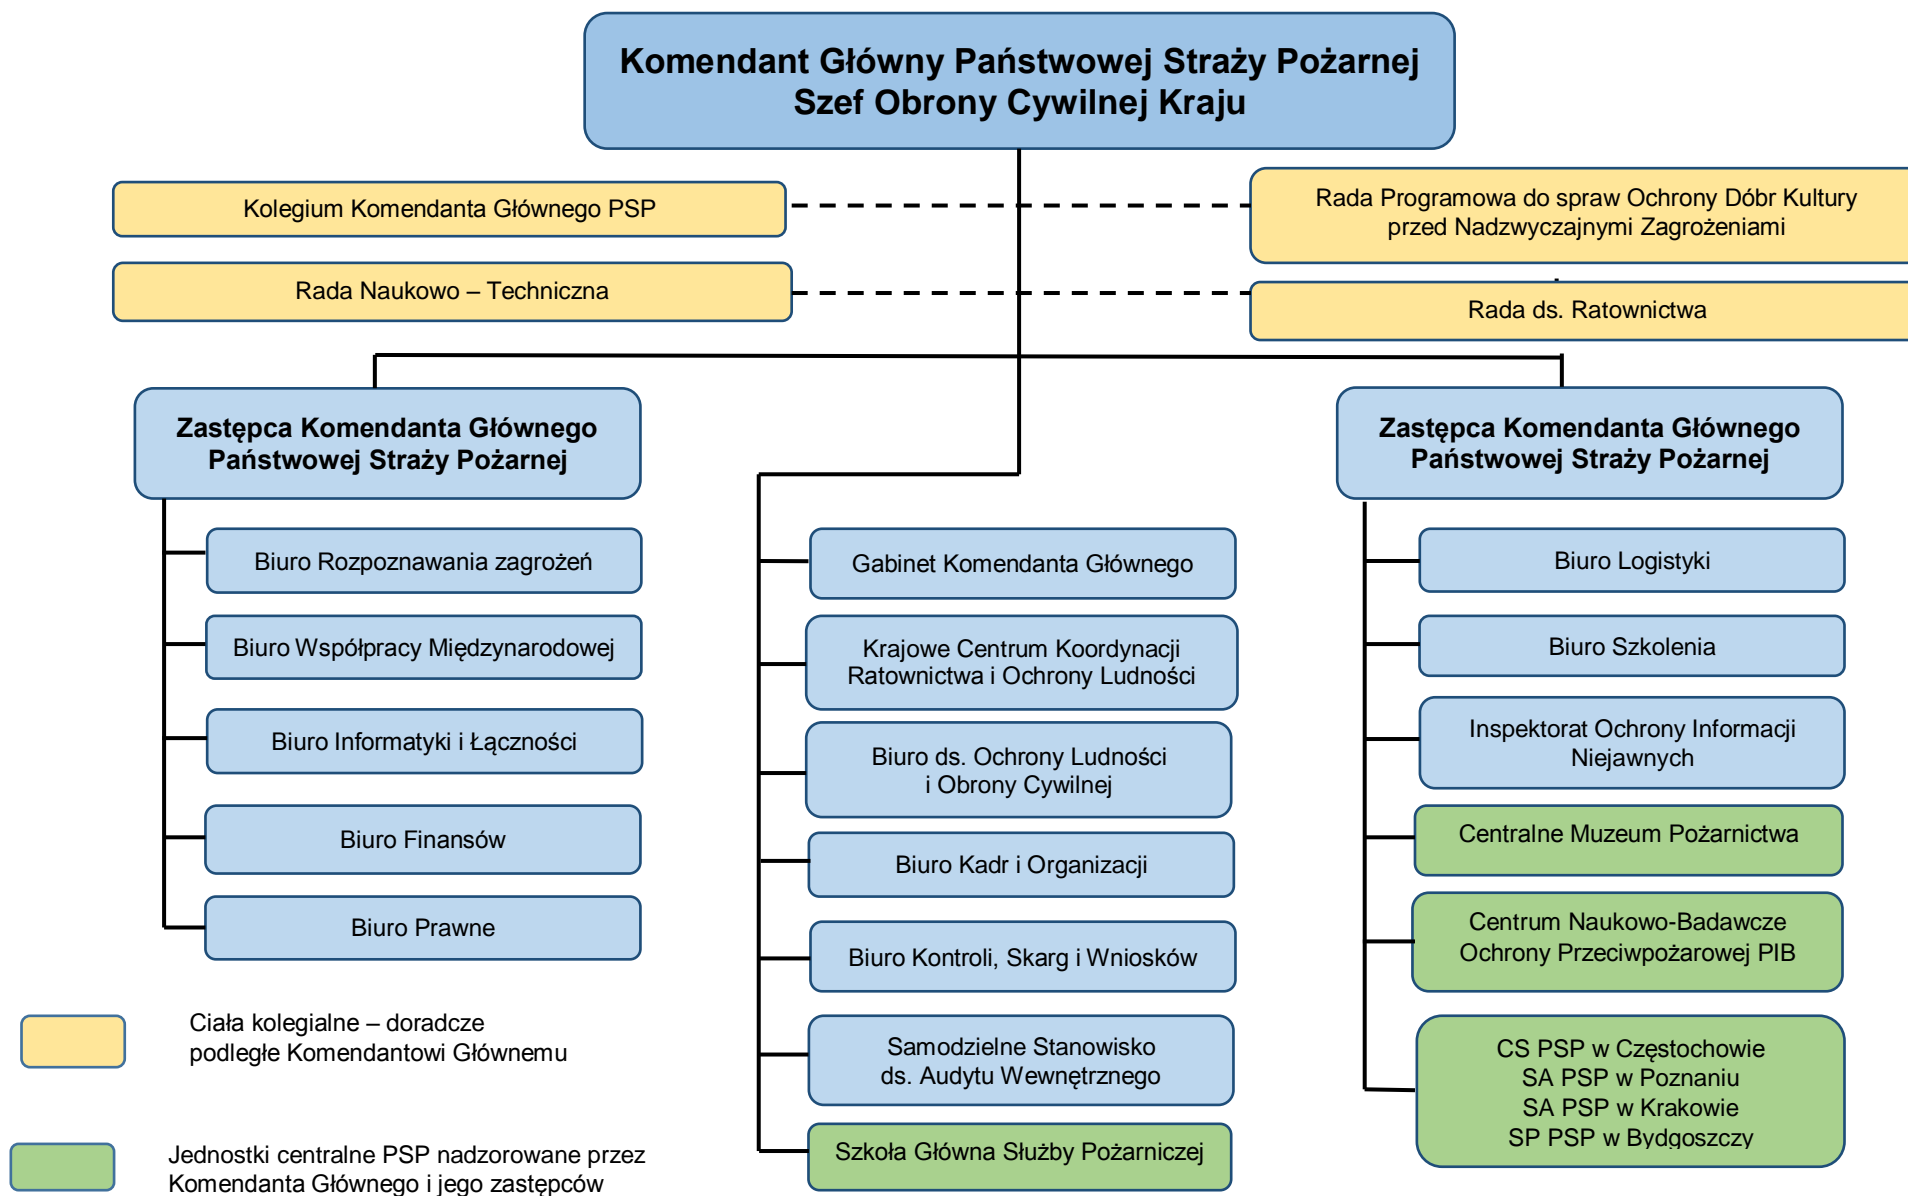 Komendant Główny Państwowej Straży Pożarnej
Szef Obrony Cywilnej Kraju
Kolegium Komendanta Głównego PSP
Rada Programowa do spraw Ochrony Dóbr Kultury
przed Nadzwyczajnymi Zagrożeniami
Rada Naukowo – Techniczna
Rada ds. Ratownictwa
Zastępca Komendanta Głównego
Państwowej Straży Pożarnej
Biuro Rozpoznawania zagrożeń
Biuro Współpracy Międzynarodowej
Biuro Informatyki i Łączności
Biuro Finansów
Biuro Prawne
Gabinet Komendanta Głównego
Krajowe Centrum Koordynacji
Ratownictwa i Ochrony Ludności
Biuro ds. Ochrony Ludności
i Obrony Cywilnej
Biuro Kadr i Organizacji
Biuro Kontroli, Skarg i Wniosków
Samodzielne Stanowisko
ds. Audytu Wewnętrznego
Szkoła Główna Służby Pożarniczej
Zastępca Komendanta Głównego
Państwowej Straży Pożarnej
Biuro Logistyki
Biuro Szkolenia
Inspektorat Ochrony Informacji
Niejawnych
Centralne Muzeum Pożarnictwa
Centrum Naukowo-Badawcze
Ochrony Przeciwpożarowej PIB
CS PSP w Częstochowie
SA PSP w Poznaniu
SA PSP w Krakowie
SP PSP w Bydgoszczy
Ciała kolegialne – doradcze
podległe Komendantowi Głównemu
Jednostki centralne PSP nadzorowane przez
Komendanta Głównego i jego zastępców